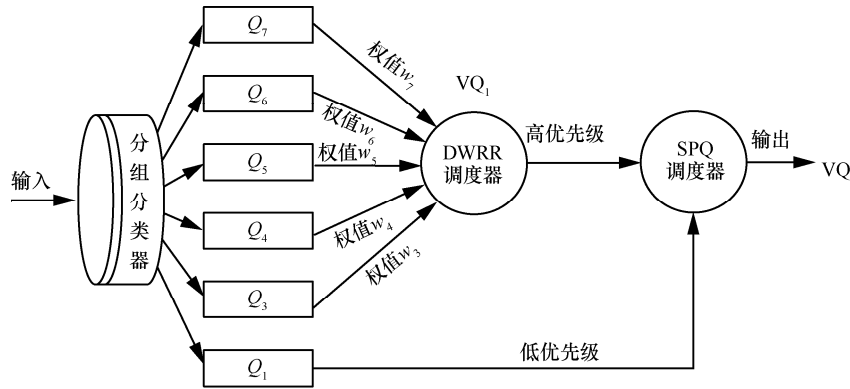 输入
分组分类器
Q₇
Q₆
Q₅
Q₄
Q₃
Q₁
权值w₇
权值w₆
权值w₅
权值w₄
权值w₃
VQ₁
DWRR
调度器
高优先级
低优先级
SPQ
调度器
输出
VQ